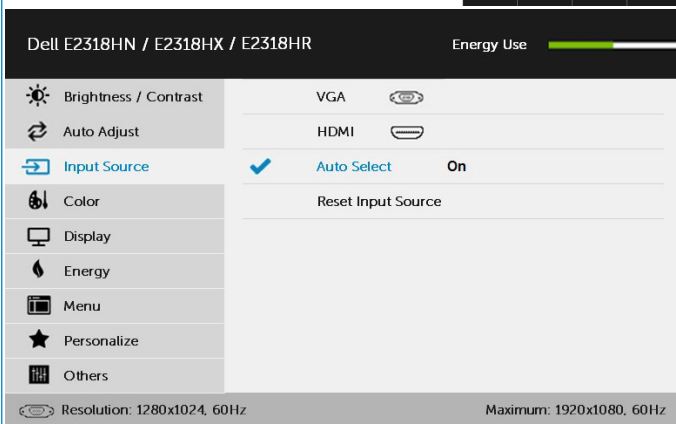 Dell E2318HN / E2318HX / E2318HR Energy Use
Brightness / Contrast VGA
Auto Adjust HDMI
Input Source Auto Select On
Color Reset Input Source
Display
Energy
Menu
Personalize
Others
Resolution: 1280x1024, 60Hz Maximum: 1920x1080, 60Hz